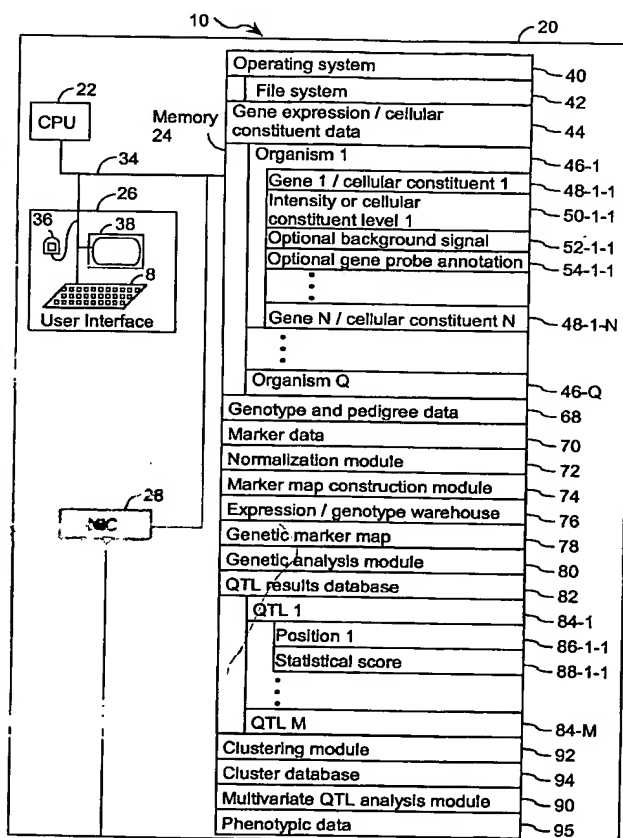 10
20
22
CPU
Memory
24
34
26
36
38
8
User Interface
28
Operating system
40
File system
42
Gene expression / cellular
constituent data
44
Organism 1
46-1
Gene 1 / cellular constituent 1
48-1-1
Intensity or cellular
constituent level 1
50-1-1
Optional background signal
52-1-1
Optional gene probe annotation
54-1-1
Gene N / cellular constituent N
48-1-N
Organism Q
46-Q
Genotype and pedigree data
68
Marker data
70
Normalization module
72
Marker map construction module
74
Expression / genotype warehouse
76
Genetic marker map
78
Genetic analysis module
80
QTL results database
82
QTL 1
84-1
Position 1
86-1-1
Statistical score
88-1-1
QTL M
84-M
Clustering module
92
Cluster database
94
Multivariate QTL analysis module
90
Phenotypic data
95